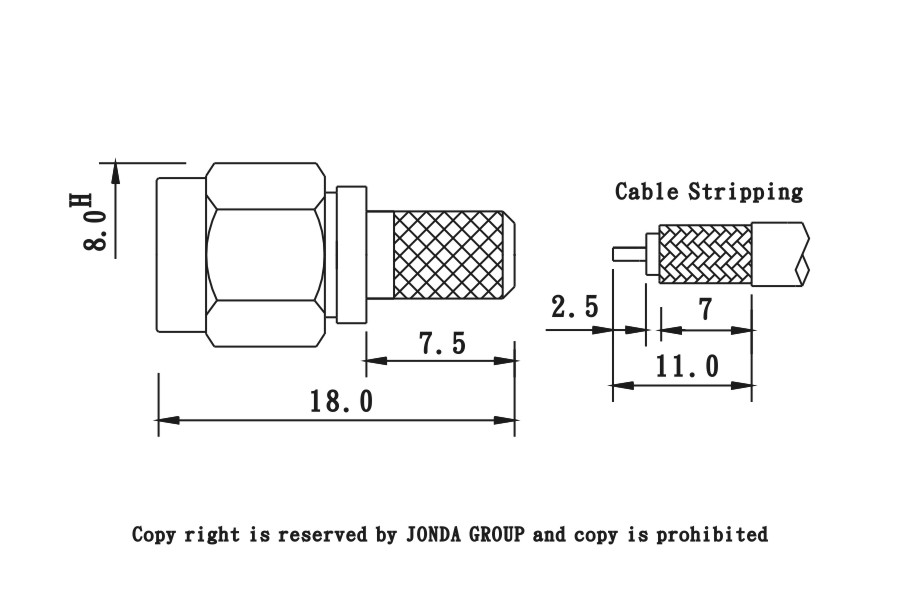 8.0H
Cable Stripping
2.5
7
7.5
11.0
18.0
Copy right is reserved by JONDA GROUP and copy is prohibited